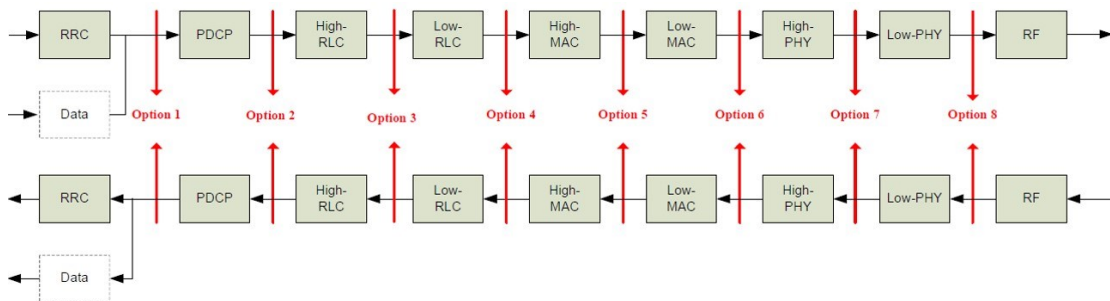 RRC
PDCP
High-
RLC
Low-
RLC
High-
MAC
Low-
MAC
High-
PHY
Low-PHY
RF
Data
Option 1
Option 2
Option 3
Option 4
Option 5
Option 6
Option 7
Option 8
RRC
PDCP
High-
RLC
Low-
RLC
High-
MAC
Low-
MAC
High-
PHY
Low-PHY
RF
Data